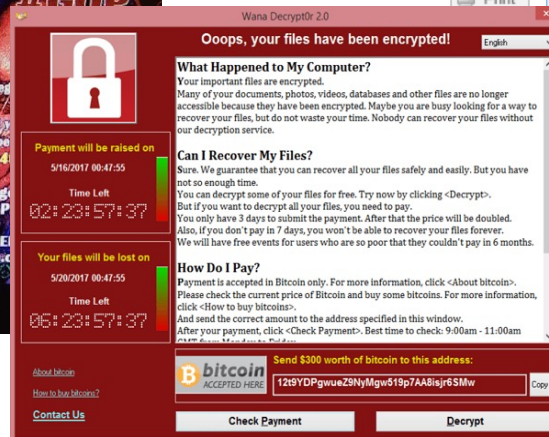 Print
Wana Decrypt0r 2.0
Ooops, your files have been encrypted!
English
What Happened to My Computer?
Your important files are encrypted.
Many of your documents, photos, videos, databases and other files are no longer
accessible because they have been encrypted. Maybe you are busy looking for a way to
recover your files, but do not waste your time. Nobody can recover your files without
our decryption service.
Can I Recover My Files?
Sure. We guarantee that you can recover all your files safely and easily. But you have
not so enough time.
You can decrypt some of your files for free. Try now by clicking <Decrypt>.
But if you want to decrypt all your files, you need to pay.
You only have 3 days to submit the payment. After that the price will be doubled.
Also, if you don't pay in 7 days, you won't be able to recover your files forever.
We will have free events for users who are so poor that they couldn't pay in 6 months.
How Do I Pay?
Payment is accepted in Bitcoin only. For more information, click <About bitcoin>.
Please check the current price of Bitcoin and buy some bitcoins. For more information,
click <How to buy bitcoins>.
And send the correct amount to the address specified in this window.
After your payment, click <Check Payment>. Best time to check: 9:00am - 11:00am
GMT from Monday to Friday
Payment will be raised on
5/16/2017 00:47:55
Time Left
02:23:57:37
Your files will be lost on
5/20/2017 00:47:55
Time Left
06:23:57:37
About bitcoin
How to buy bitcoins?
Contact Us
bitcoin
ACCEPTED HERE
Send $300 worth of bitcoin to this address:
12t9YDPgwueZ9NyMgw519p7AA8isjr6SMw
Copy
Check Payment
Decrypt